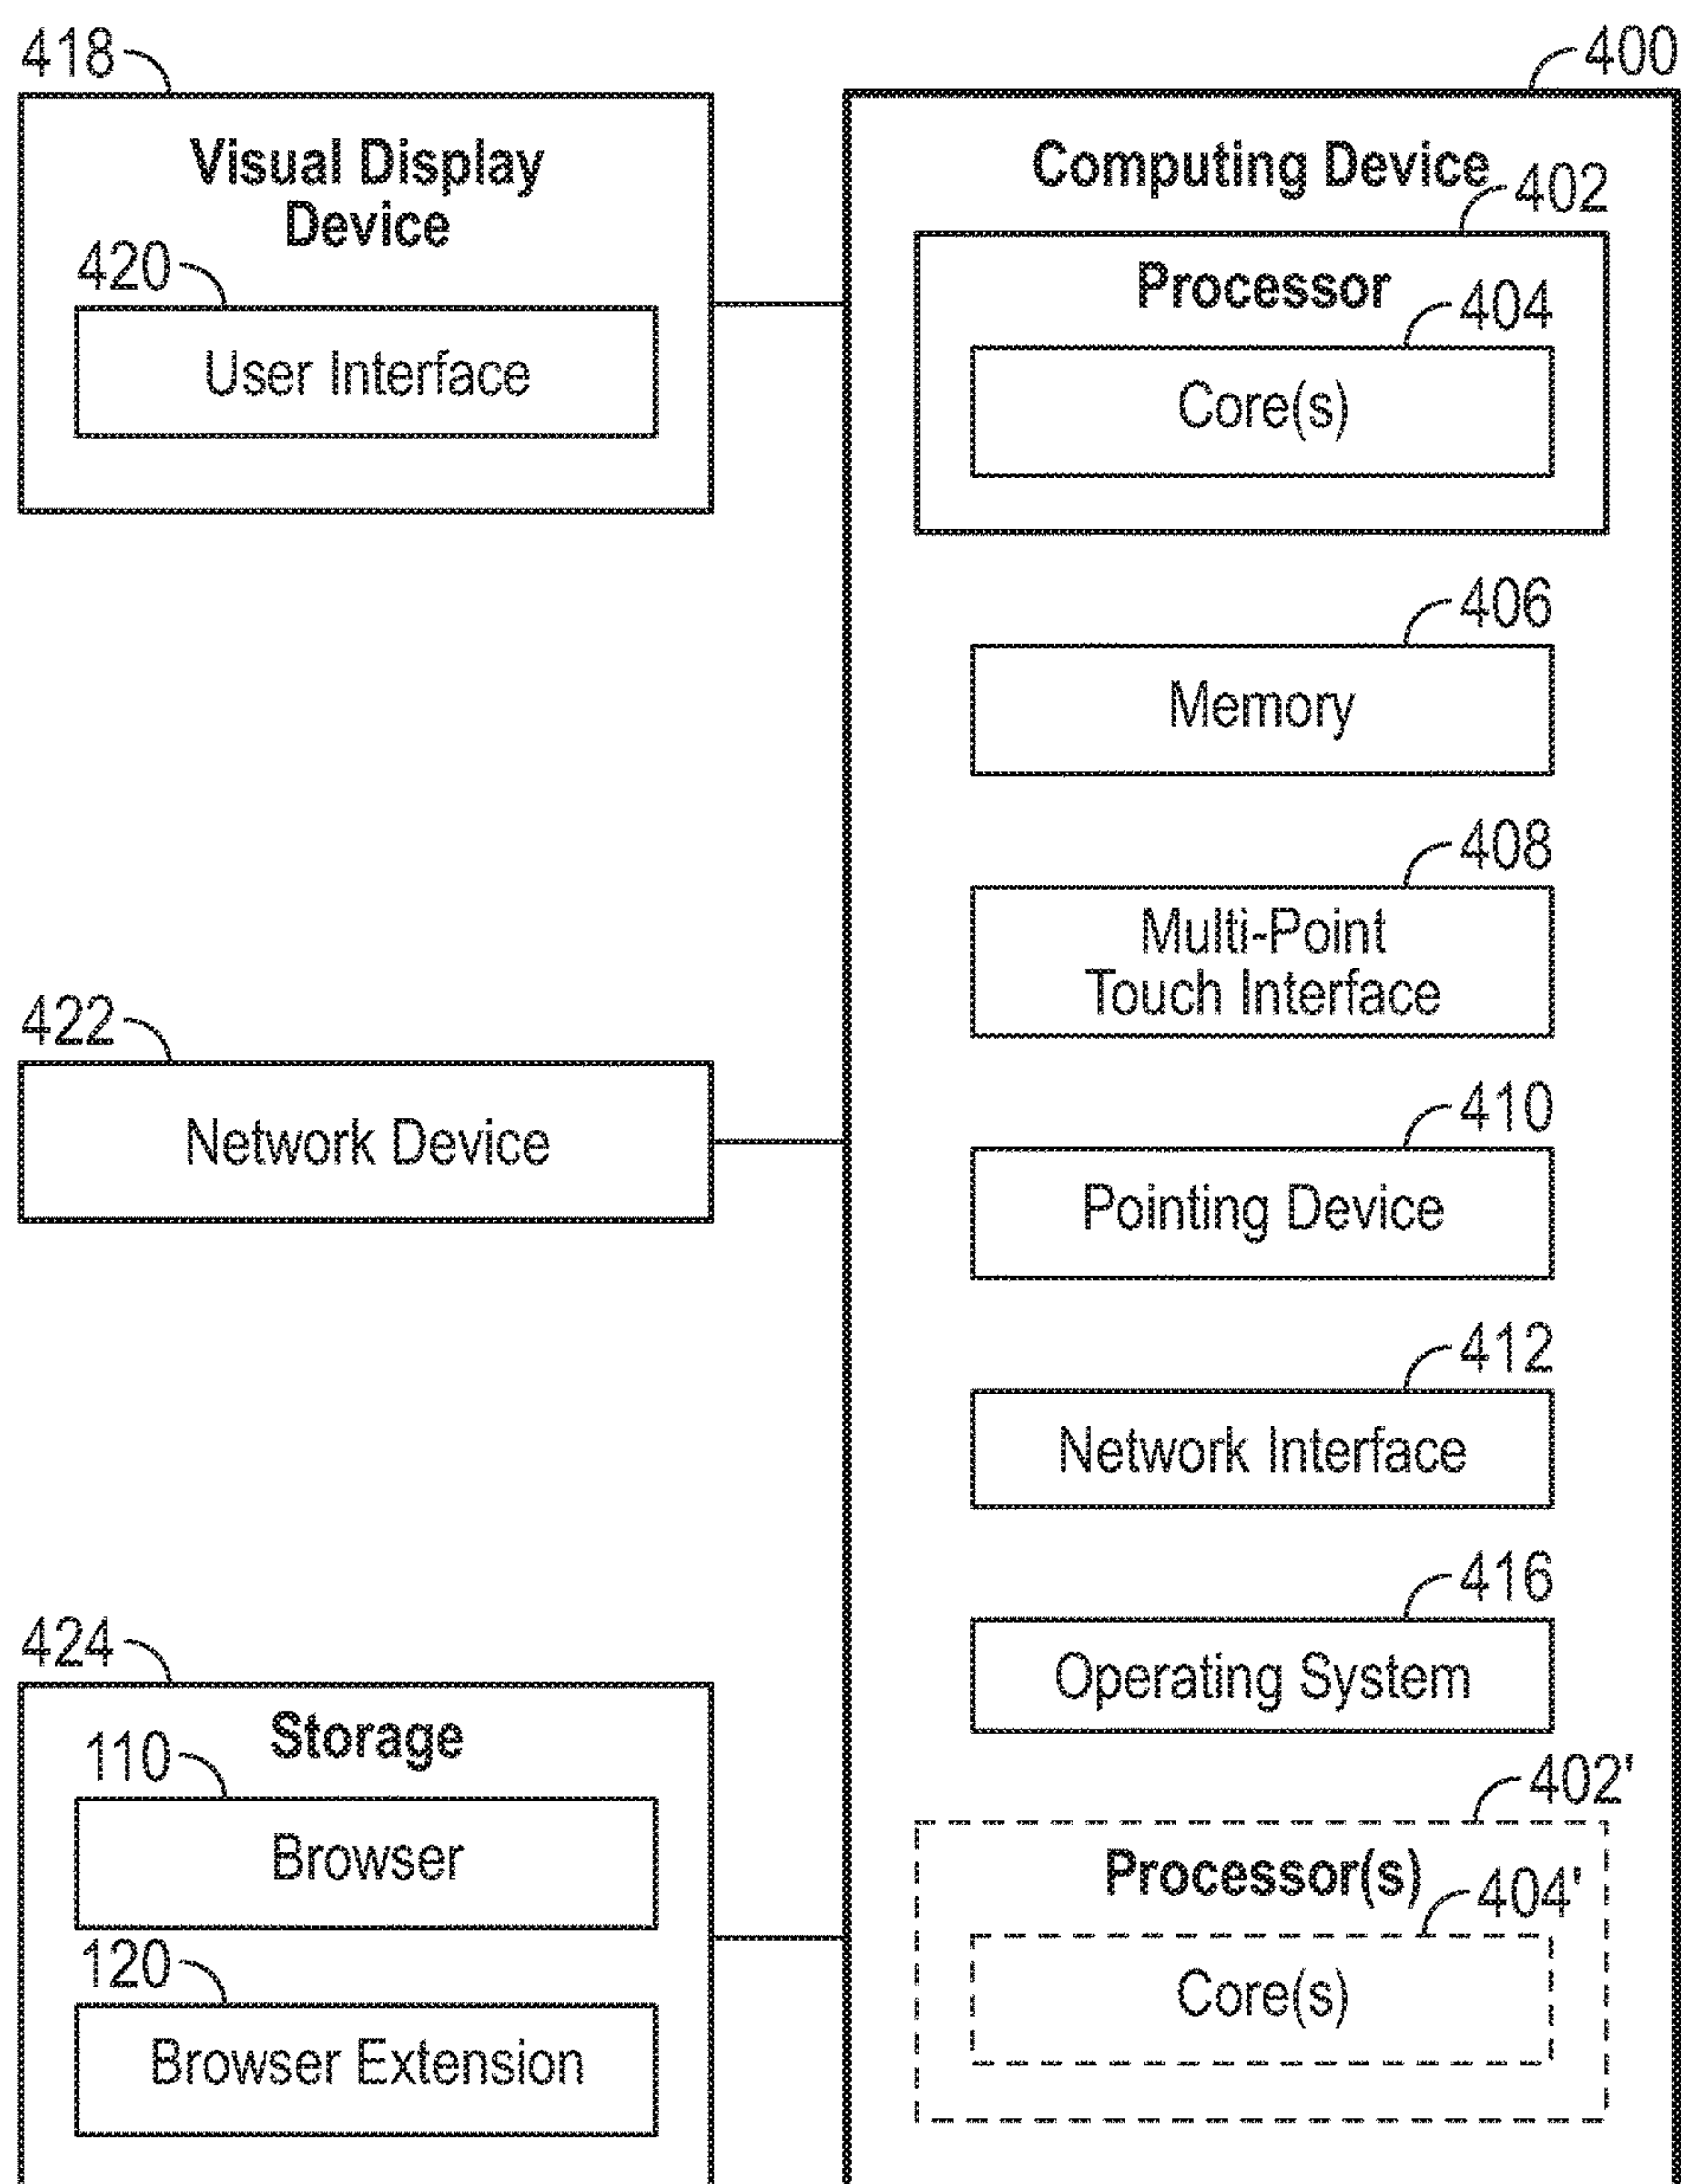 418
Visual Display
Device
420
User Interface
400
Computing Device
402
Processor
404
Core(s)
406
Memory
408
Multi-Point
Touch Interface
422
Network Device
410
Pointing Device
412
Network Interface
416
Operating System
424
Storage
110
Browser
120
Browser Extension
402'
Processor(s)
404'
Core(s)